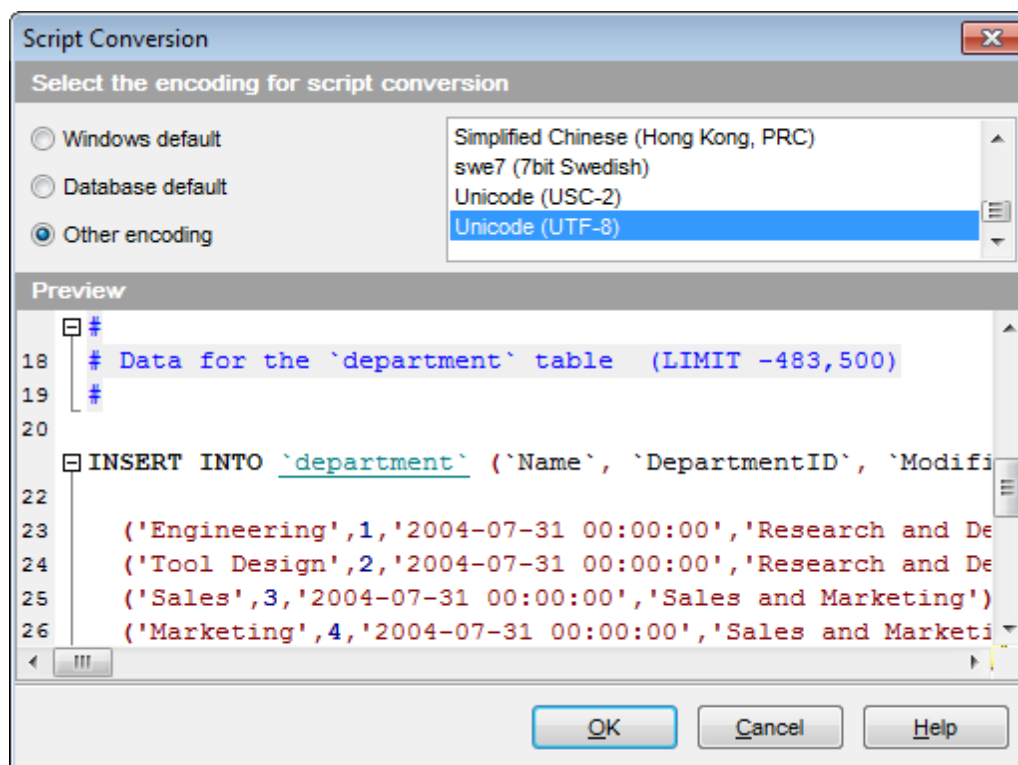 Script Conversion
Select the encoding for script conversion
Windows default
Database default
Other encoding
Simplified Chinese (Hong Kong, PRC)
swe7 (7bit Swedish)
Unicode (USC-2)
Unicode (UTF-8)
Preview
#
18 # Data for the `department` table  (LIMIT -483,500)
19 #
20
INSERT INTO `department` (`Name`, `DepartmentID`, `Modifi
22
23 ('Engineering',1,'2004-07-31 00:00:00','Research and De
24 ('Tool Design',2,'2004-07-31 00:00:00','Research and De
25 ('Sales',3,'2004-07-31 00:00:00','Sales and Marketing')
26 ('Marketing',4,'2004-07-31 00:00:00','Sales and Marketi
OK Cancel Help